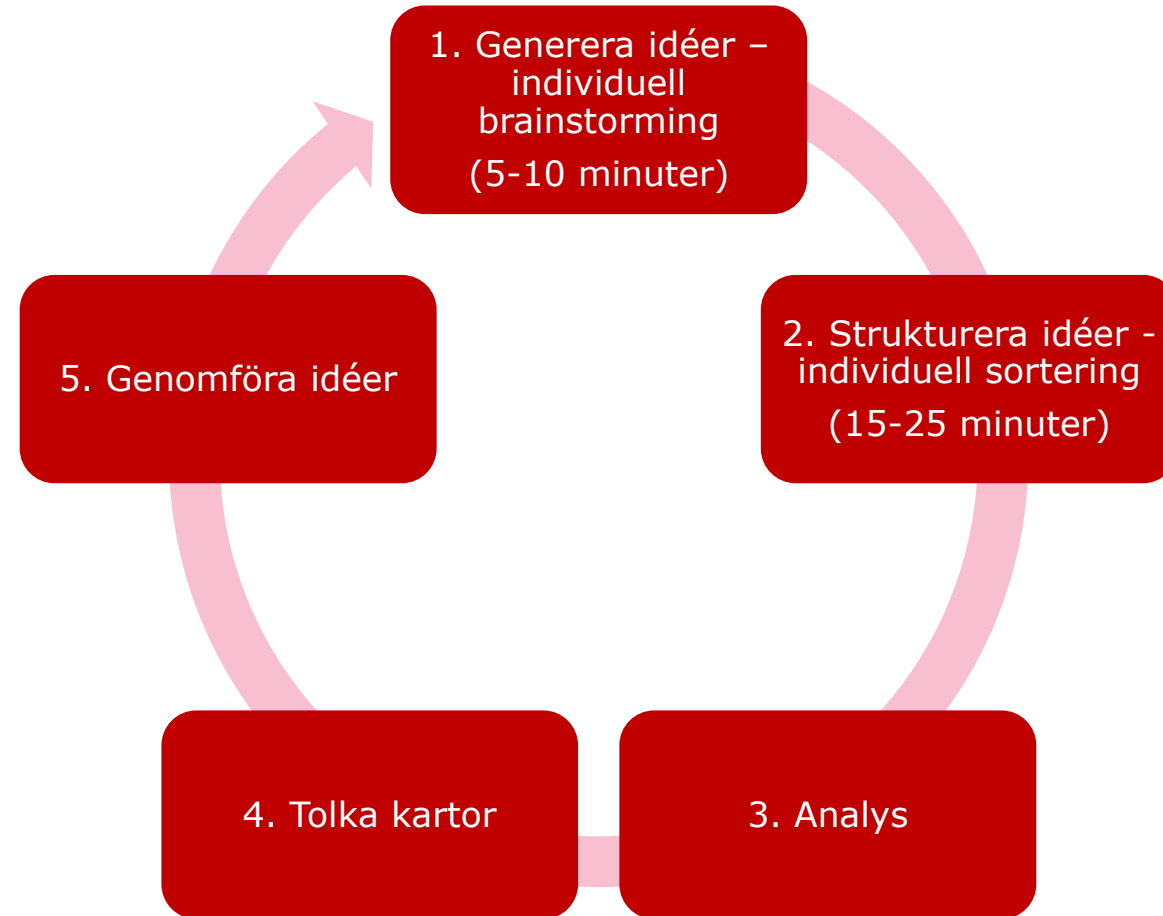 1. Generera idéer –
individuell
brainstorming
(5-10 minuter)
2. Strukturera idéer -
individuell sortering
(15-25 minuter)
3. Analys
4. Tolka kartor
5. Genomföra idéer